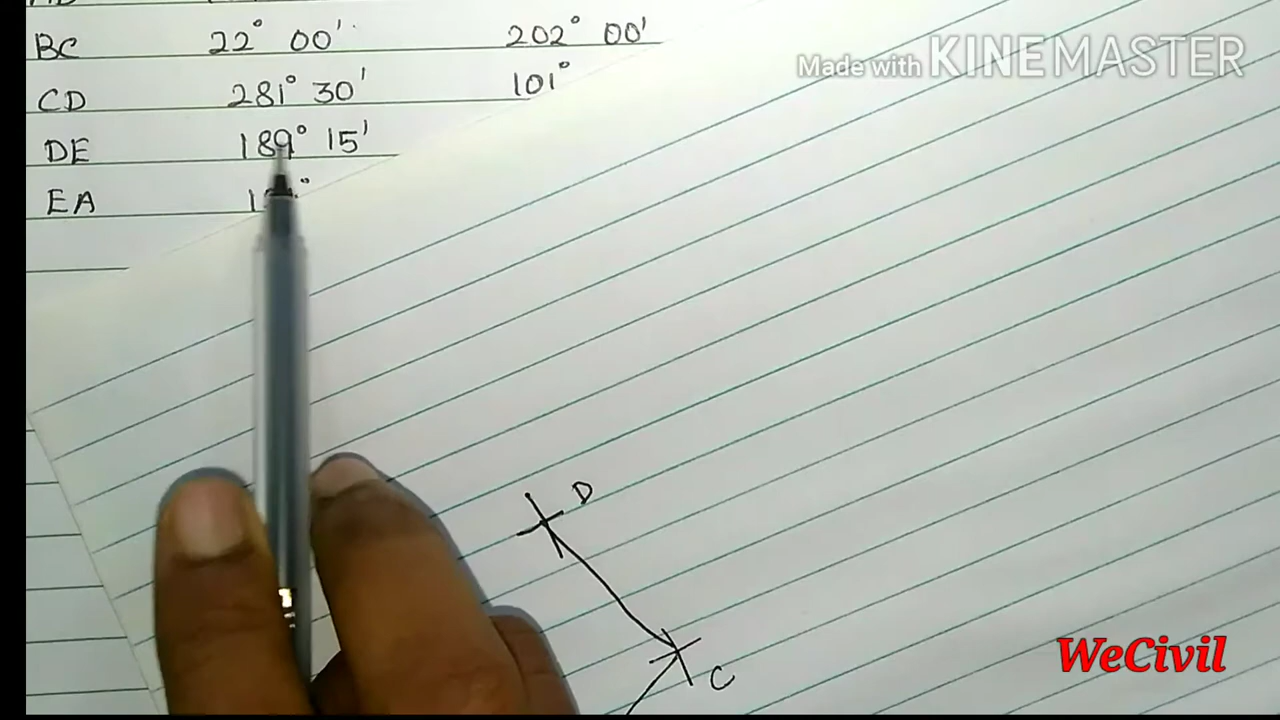 BC 22° 00' 202° 00'
Made with KINEMASTER
CD 281° 30' 101°
DE 189° 15'
EA
D
C
WeCivil